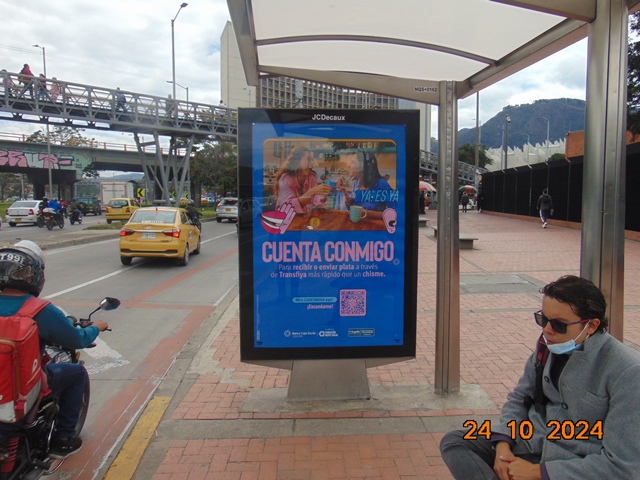 JCDecaux
YA ES YA
CUENTA CONMIGO
Para recibir o enviar plata a través
de Transfiya más rápido que un chisme.
¡Escanéame!
24 10 2024